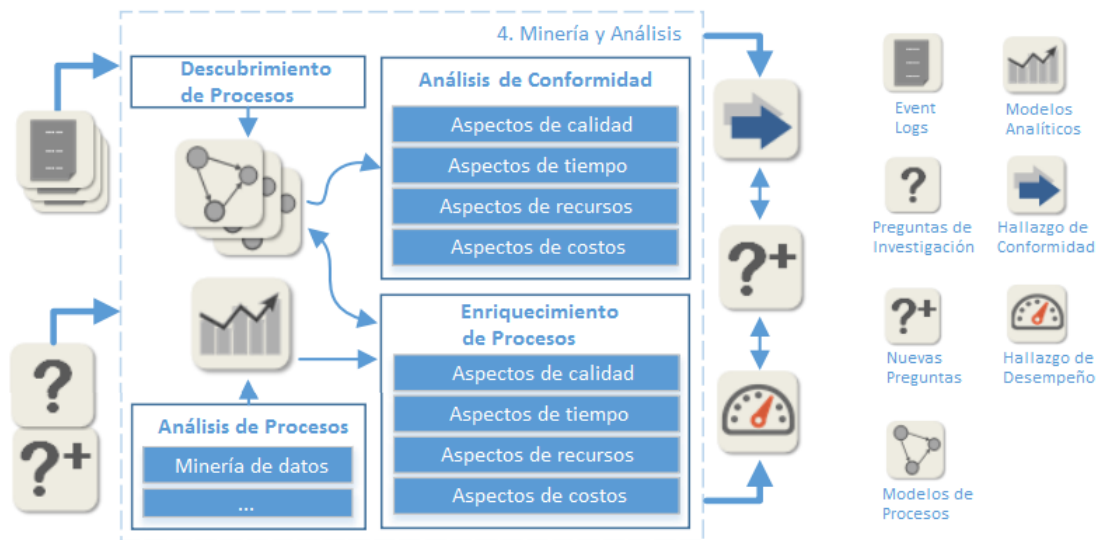 4. Minería y Análisis
Descubrimiento
de Procesos
Análisis de Conformidad
Aspectos de calidad
Aspectos de tiempo
Aspectos de recursos
Aspectos de costos
?
?+
Análisis de Procesos
Minería de datos
...
Enriquecimiento
de Procesos
Aspectos de calidad
Aspectos de tiempo
Aspectos de recursos
Aspectos de costos
?+
Event
Logs
Modelos
Analíticos
?
Preguntas de
Investigación
Hallazgo de
Conformidad
?+
Nuevas
Preguntas
Hallazgo de
Desempeño
Modelos de
Procesos